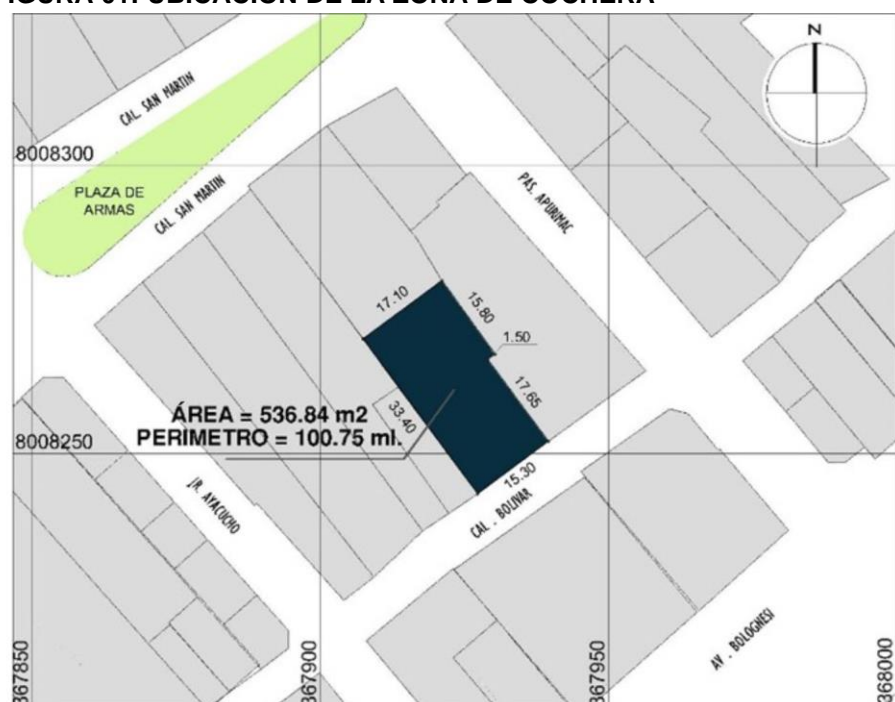 IGURA 01: UBICACIÓN DE LA ZONA DE COCHERA
N
CAL. SAN MARTIN
8008300
PLAZA DE
ARMAS
CAL. SAN MARTIN
PAS. APURIMAC
17.10
15.80
1.50
17.65
33.40
ÁREA = 536.84 m2
PERIMETRO = 100.75 ml.
8008250
15.30
CAL . BOLIVAR
JR. AYACUCHO
AV . BOLOGNESI
367850
367900
367950
368000